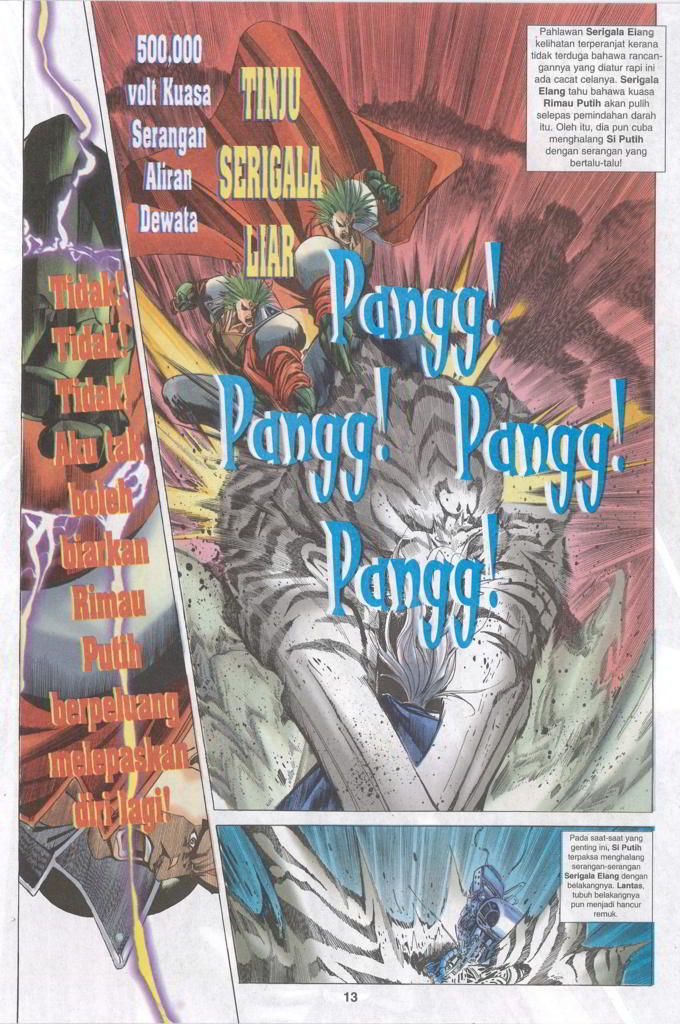 Pahlawan Serigala Elang
kelihatan terperanjat kerana
tidak terduga bahawa rancan-
gannya yang diatur rapi ini
ada cacat celanya. Serigala
Elang tahu bahawa kuasa
Rimau Putih akan pulih
selepas pemindahan darah
itu. Oleh itu, dia pun cuba
menghalang Si Putih
dengan serangan yang
bertalu-talu!
500,000
volt Kuasa
Serangan
Aliran
Dewata
TINJU
SERIGALA
LIAR
Tidak!
Tidak!
Tidak!
Aku tak
boleh
biarkan
Rimau
Putih
berpeluang
melepaskan
diri lagi!
Pangg!
Pangg!
Pangg!
Pangg!
Pada saat-saat yang
genting ini, Si Putih
terpaksa menghalang
serangan-serangan
Serigala Elang dengan
belakangnya. Lantas,
tubuh belakangnya
pun menjadi hancur
remuk.
13